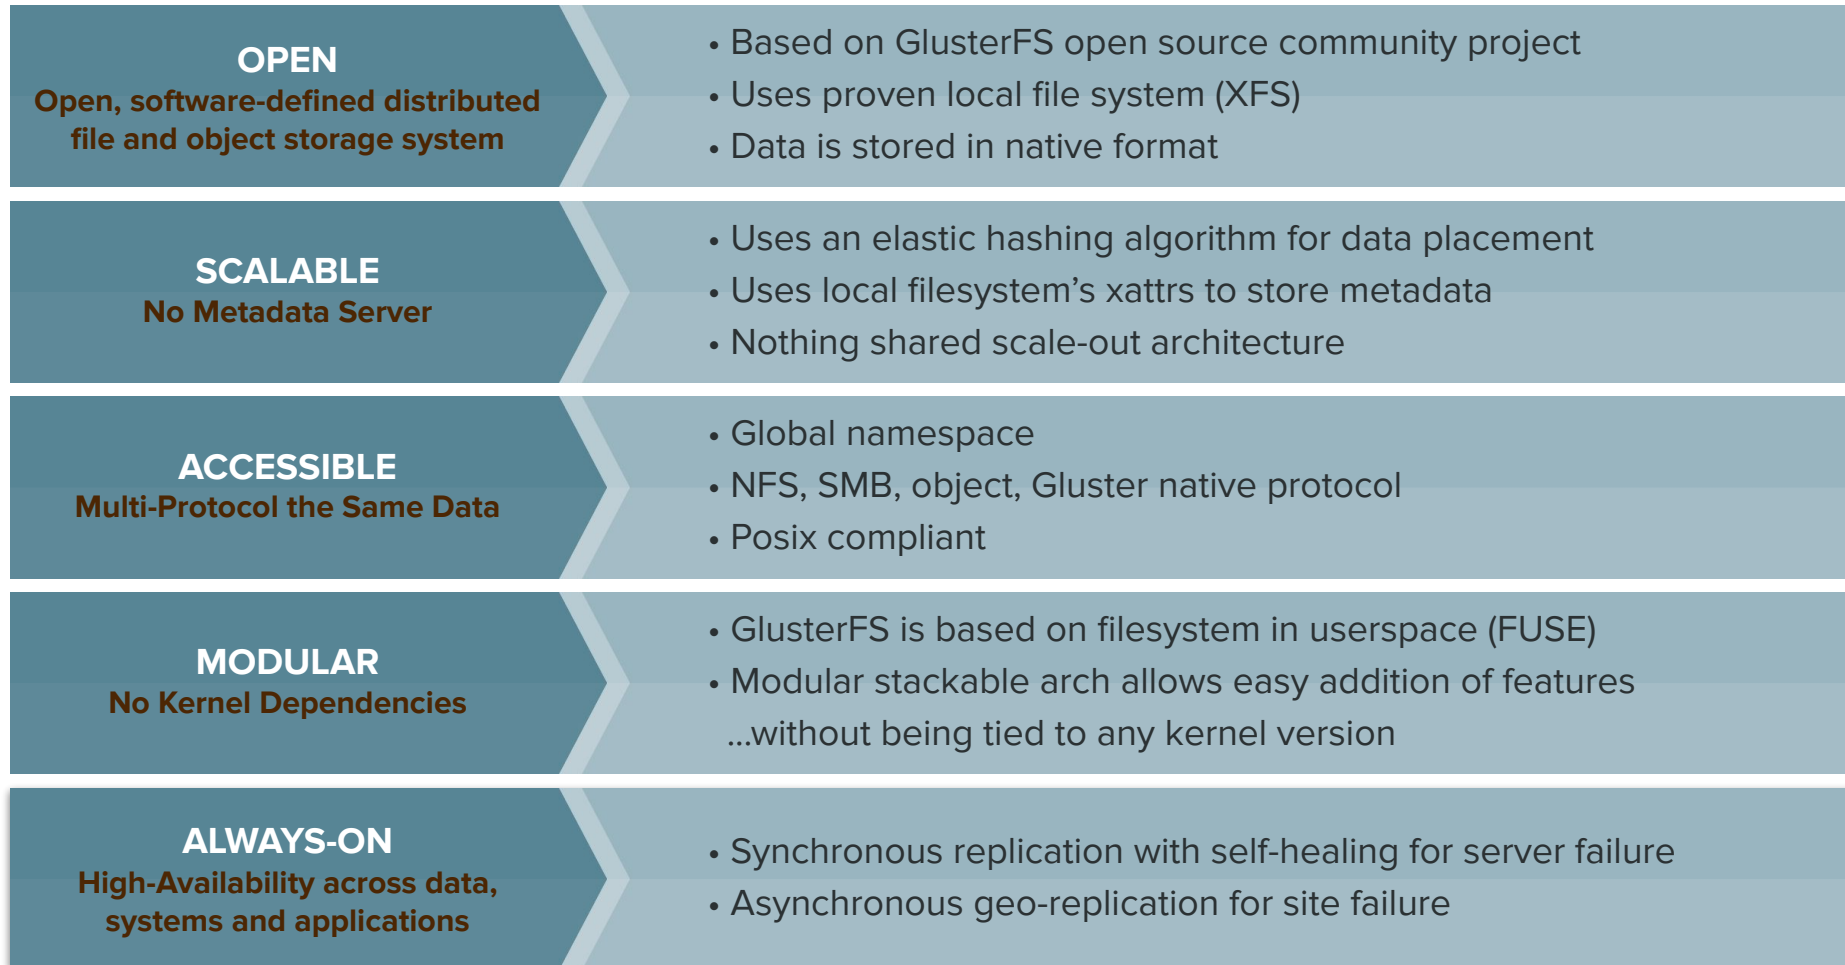 OPEN
Open, software-defined distributed
file and object storage system
• Based on GlusterFS open source community project
• Uses proven local file system (XFS)
• Data is stored in native format
SCALABLE
No Metadata Server
• Uses an elastic hashing algorithm for data placement
• Uses local filesystem’s xattrs to store metadata
• Nothing shared scale-out architecture
ACCESSIBLE
Multi-Protocol the Same Data
• Global namespace
• NFS, SMB, object, Gluster native protocol
• Posix compliant
MODULAR
No Kernel Dependencies
• GlusterFS is based on filesystem in userspace (FUSE)
• Modular stackable arch allows easy addition of features
...without being tied to any kernel version
ALWAYS-ON
High-Availability across data,
systems and applications
• Synchronous replication with self-healing for server failure
• Asynchronous geo-replication for site failure